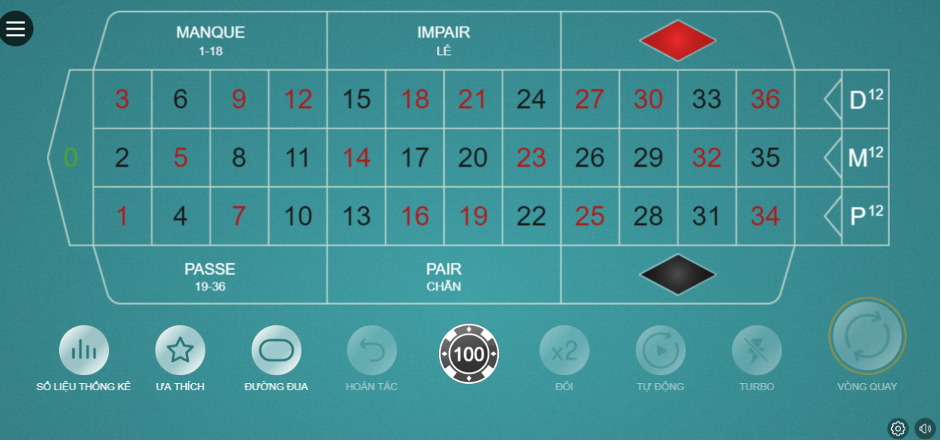 MANQUE IMPAIR
1-18 LẺ
3 6 9 12 15 18 21 24 27 30 33 36 D12
0 2 5 8 11 14 17 20 23 26 29 32 35 M12
1 4 7 10 13 16 19 22 25 28 31 34 P12
PASSE PAIR
19-36 CHẴN
100 x2
SỐ LIỆU THỐNG KÊ ƯA THÍCH ĐƯỜNG ĐUA HOÀN TÁC ĐÔI TỰ ĐỘNG TURBO VÒNG QUAY